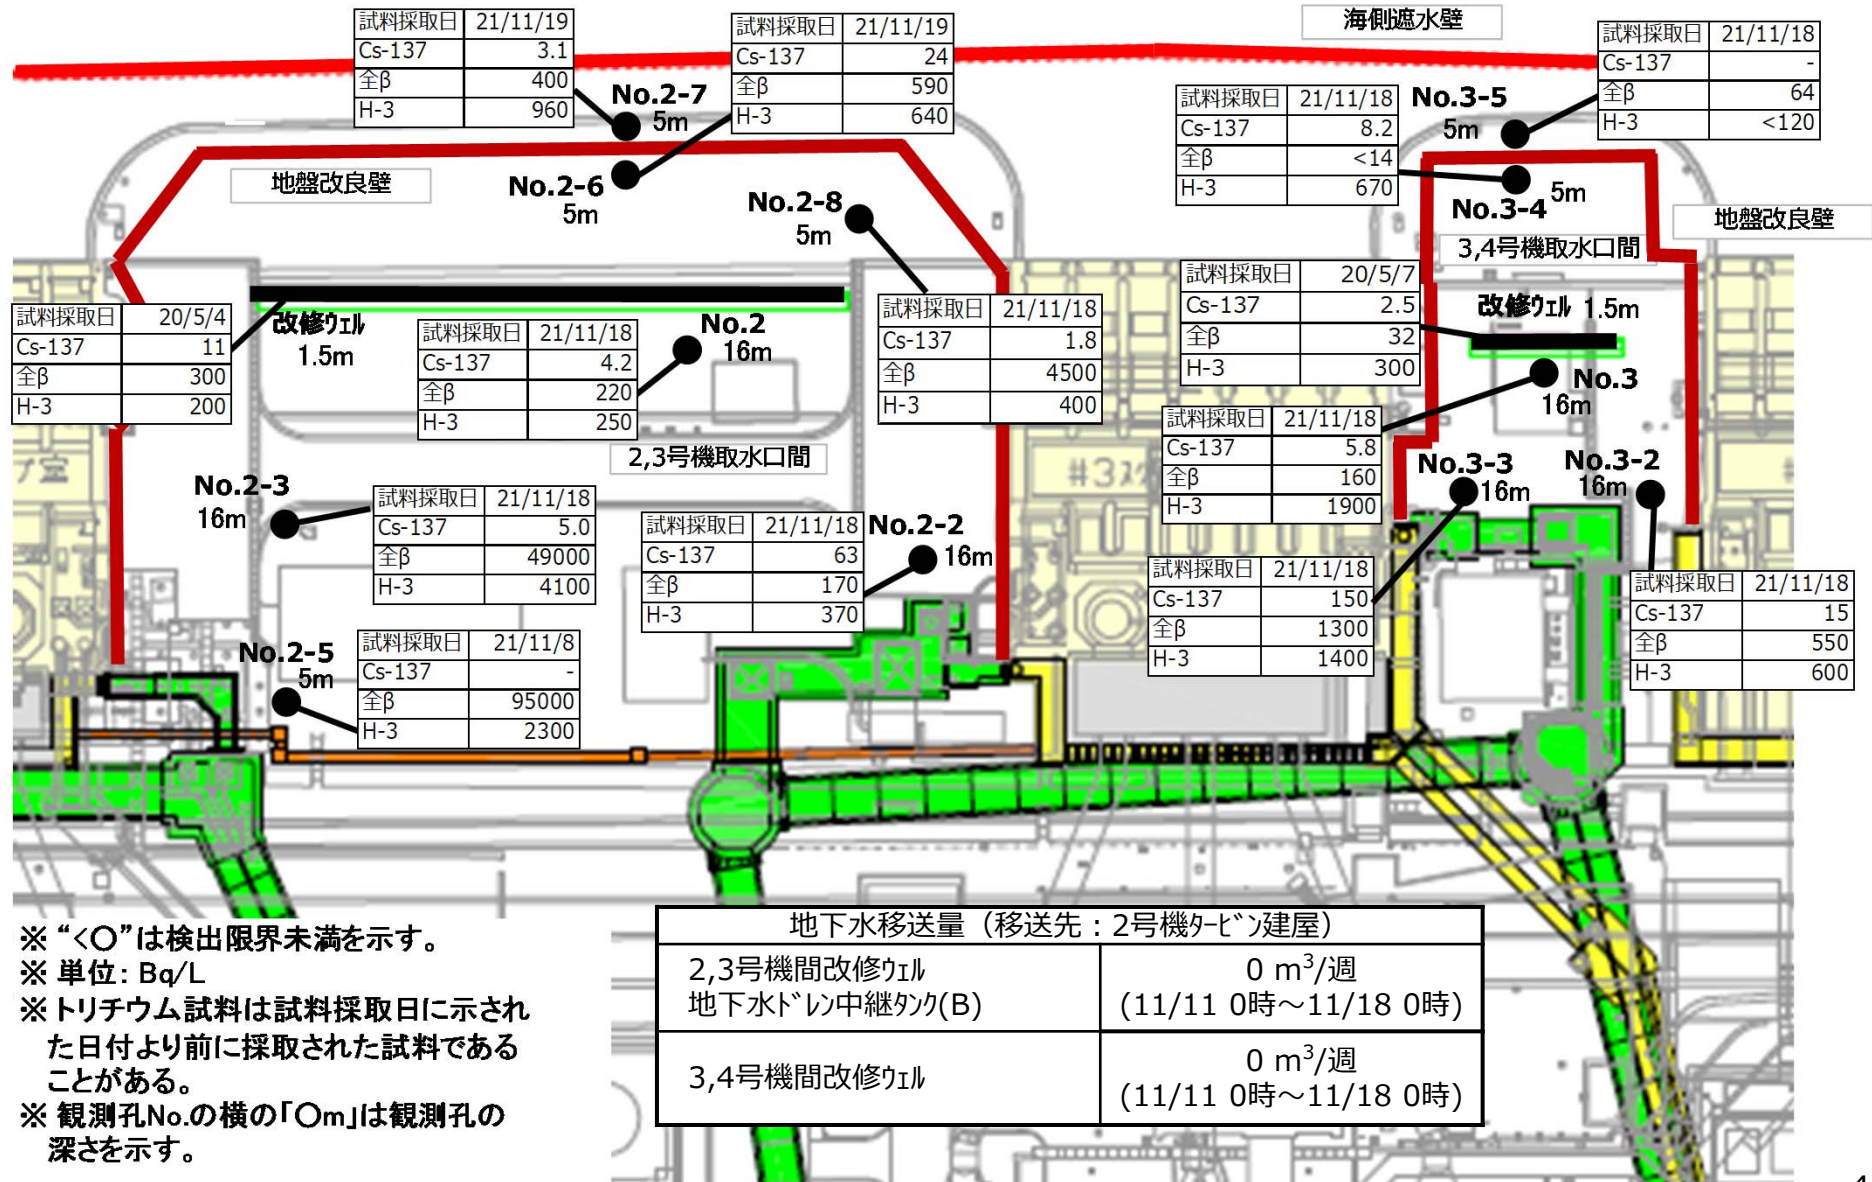 海側遮水壁
試料採取日 21/11/19
Cs-137 3.1
全β 400
H-3 960
No.2-7
5m
試料採取日 21/11/19
Cs-137 24
全β 590
H-3 640
No.2-6
5m
地盤改良壁
試料採取日 21/11/18
Cs-137 -
全β 64
H-3 <120
No.3-5
5m
試料採取日 21/11/18
Cs-137 8.2
全β <14
H-3 670
No.3-4
5m
地盤改良壁
3,4号機取水口間
No.2-8
5m
試料採取日 21/11/18
Cs-137 1.8
全β 4500
H-3 400
試料採取日 20/5/4
Cs-137 11
全β 300
H-3 200
改修ウェル
1.5m
試料採取日 21/11/18
Cs-137 4.2
全β 220
H-3 250
No.2
16m
試料採取日 20/5/7
Cs-137 2.5
全β 32
H-3 300
改修ウェル 1.5m
試料採取日 21/11/18
Cs-137 5.8
全β 160
H-3 1900
No.3
16m
2,3号機取水口間
No.2-3
16m
試料採取日 21/11/18
Cs-137 5.0
全β 49000
H-3 4100
試料採取日 21/11/18
Cs-137 63
全β 170
H-3 370
No.2-2
16m
No.3-3
16m
試料採取日 21/11/18
Cs-137 150
全β 1300
H-3 1400
No.3-2
16m
試料採取日 21/11/18
Cs-137 15
全β 550
H-3 600
No.2-5
5m
試料採取日 21/11/8
Cs-137 -
全β 95000
H-3 2300
※ “<○”は検出限界未満を示す。
※ 単位: Bq/L
※ トリチウム試料は試料採取日に示され
た日付より前に採取された試料である
ことがある。
※ 観測孔No.の横の「○m」は観測孔の
深さを示す。
地下水移送量（移送先：2号機ﾀｰﾋﾞﾝ建屋）
2,3号機間改修ｳｪﾙ
地下水ﾄﾞﾚﾝ中継ﾀﾝｸ(B)
0 m³/週
(11/11 0時～11/18 0時)
3,4号機間改修ｳｪﾙ
0 m³/週
(11/11 0時～11/18 0時)